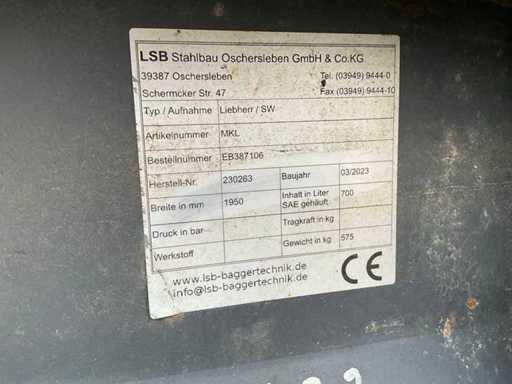 LSB Stahlbau Oschersleben GmbH & Co.KG
39387 Oschersleben Tel. (03949) 9444-0
Schermcker Str. 47 Fax (03949) 9444-10
Typ / Aufnahme Liebherr / SW
Artikelnummer MKL
Bestellnummer EB387106
Herstell-Nr. 230263 Baujahr 03/2023
Breite in mm 1950 Inhalt in Liter 700
SAE gehäuft
Druck in bar Tragkraft in kg
Werkstoff Gewicht in kg 575
www.lsb-baggertechnik.de
info@lsb-baggertechnik.de CE